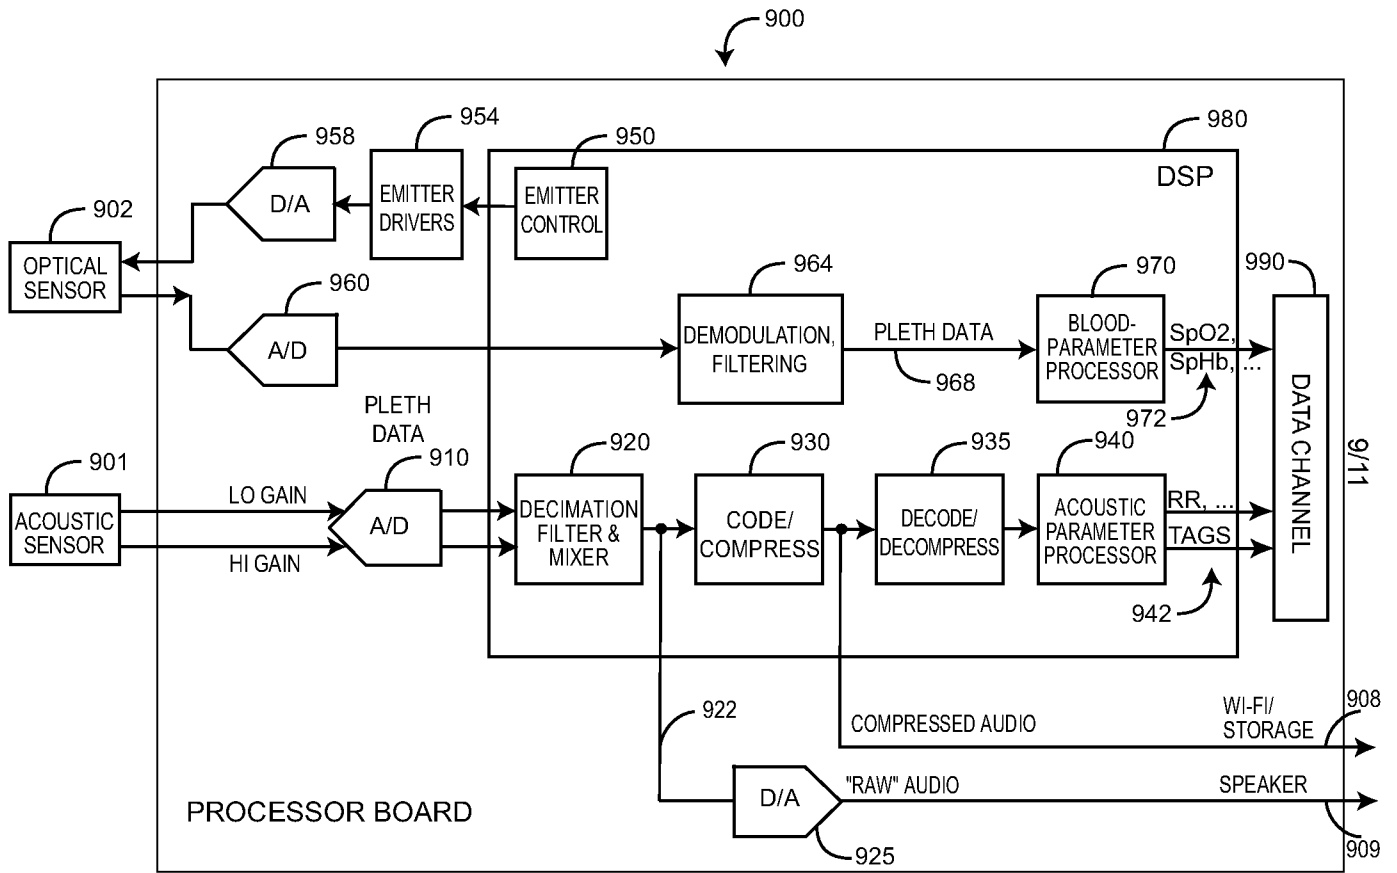 900
954
950
980
958
DSP
D/A
EMITTER
DRIVERS
EMITTER
CONTROL
902
OPTICAL
SENSOR
960
964
970
990
A/D
DEMODULATION,
FILTERING
PLETH DATA
968
BLOOD-
PARAMETER
PROCESSOR
SpO2,
SpHb, ...
972
DATA CHANNEL
9/11
PLETH
DATA
901
910
920
930
935
940
ACOUSTIC
SENSOR
LO GAIN
HI GAIN
A/D
DECIMATION
FILTER &
MIXER
CODE/
COMPRESS
DECODE/
DECOMPRESS
ACOUSTIC
PARAMETER
PROCESSOR
RR, ...
TAGS
942
922
COMPRESSED AUDIO
WI-FI/
STORAGE
908
D/A
"RAW" AUDIO
SPEAKER
925
909
PROCESSOR BOARD